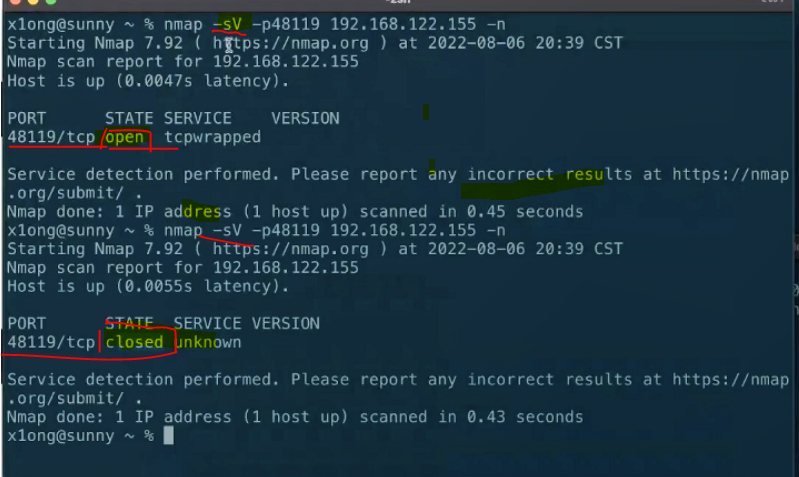 x1ong@sunny ~ % nmap -sV -p48119 192.168.122.155 -n
Starting Nmap 7.92 ( https://nmap.org ) at 2022-08-06 20:39 CST
Nmap scan report for 192.168.122.155
Host is up (0.0047s latency).
PORT STATE SERVICE VERSION
48119/tcp open tcpwrapped
Service detection performed. Please report any incorrect results at https://nmap
.org/submit/ .
Nmap done: 1 IP address (1 host up) scanned in 0.45 seconds
x1ong@sunny ~ % nmap -sV -p48119 192.168.122.155 -n
Starting Nmap 7.92 ( https://nmap.org ) at 2022-08-06 20:39 CST
Nmap scan report for 192.168.122.155
Host is up (0.0055s latency).
PORT STATE SERVICE VERSION
48119/tcp closed unknown
Service detection performed. Please report any incorrect results at https://nmap
.org/submit/ .
Nmap done: 1 IP address (1 host up) scanned in 0.43 seconds
x1ong@sunny ~ %